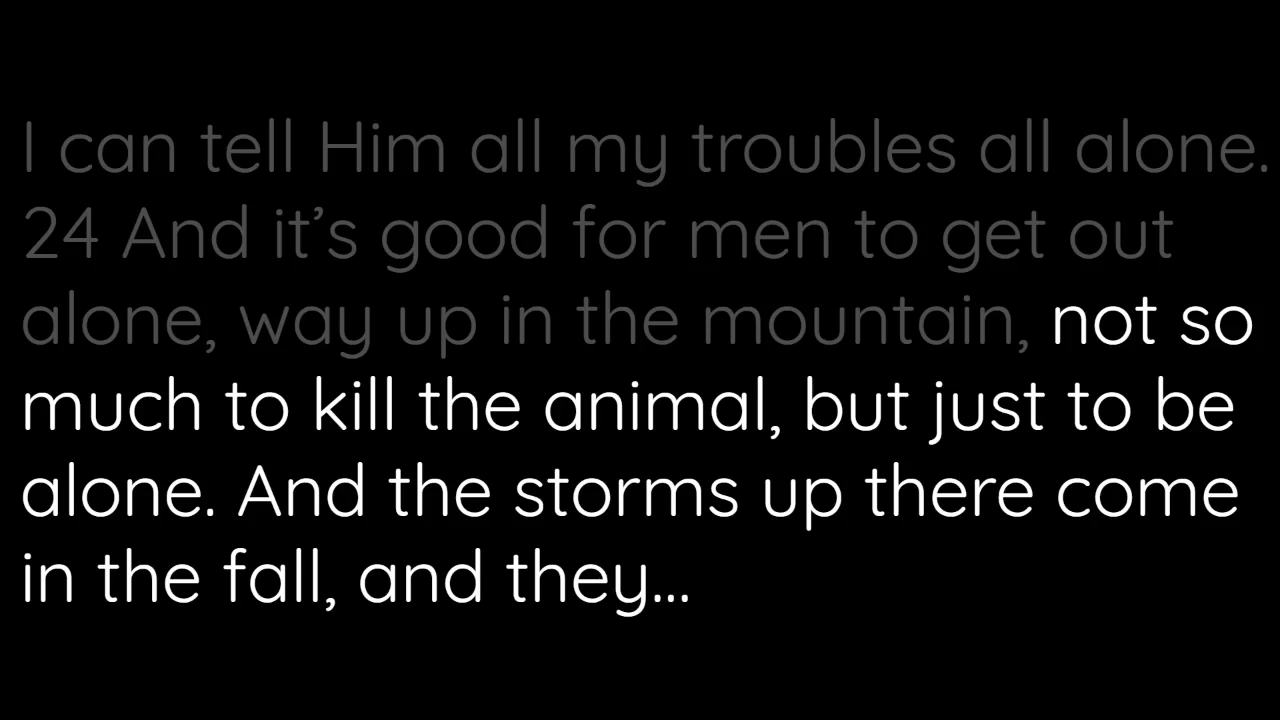 I can tell Him all my troubles all alone.
24 And it’s good for men to get out
alone, way up in the mountain, not so
much to kill the animal, but just to be
alone. And the storms up there come
in the fall, and they...